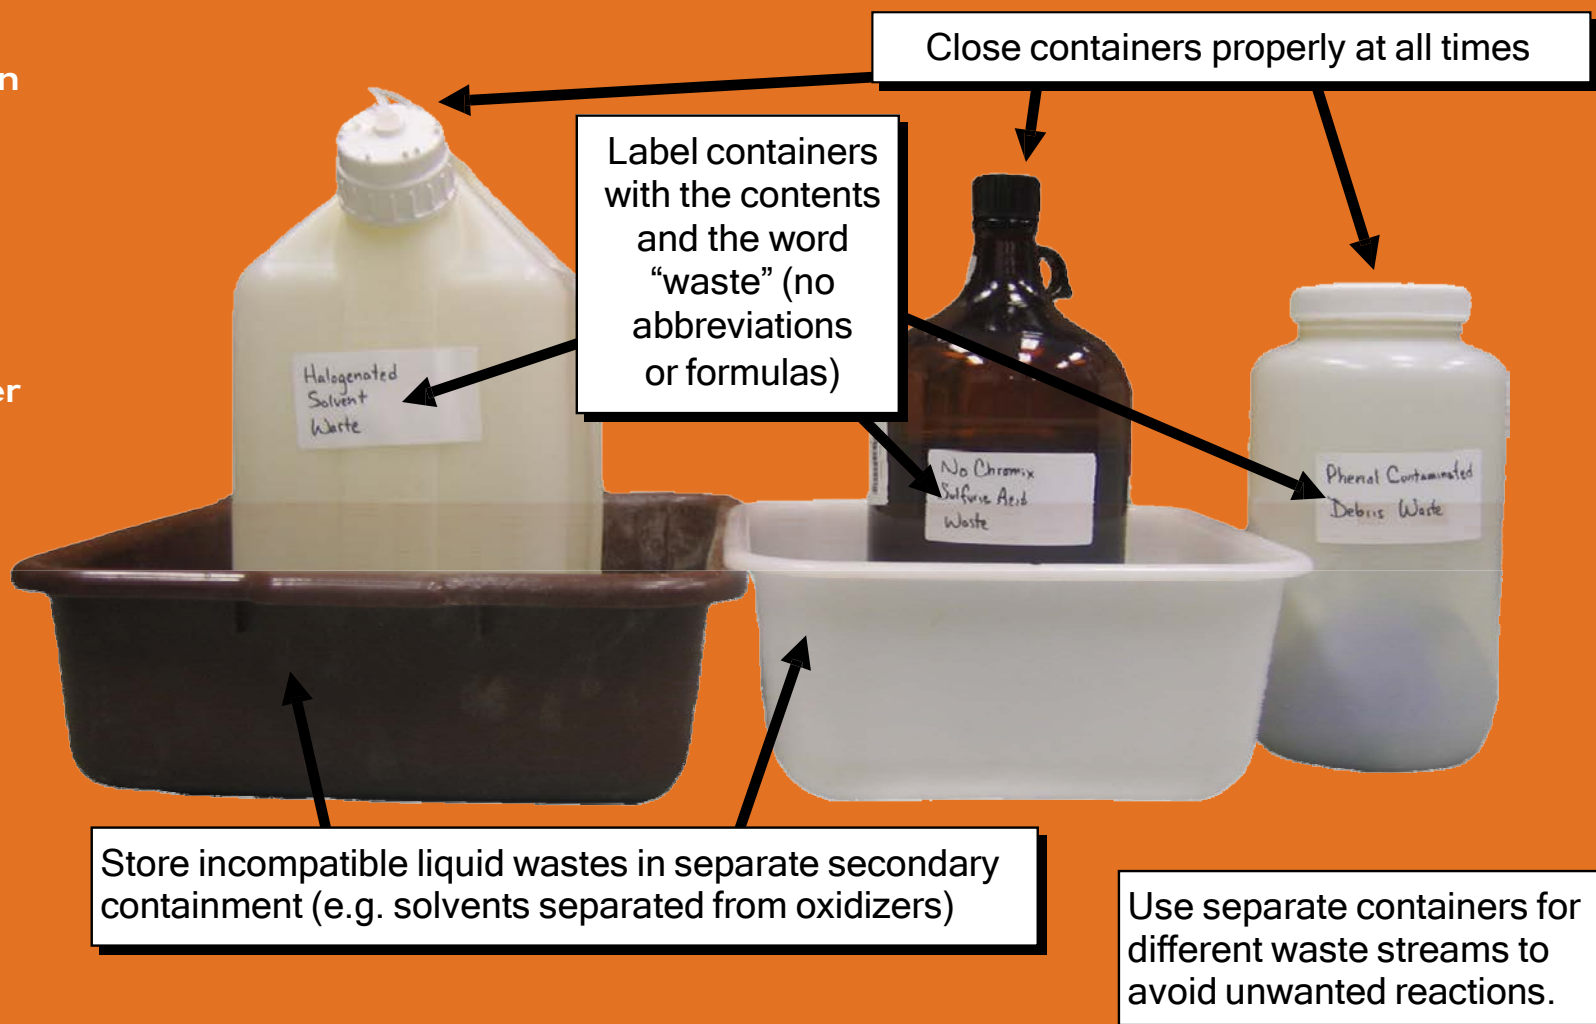 n
Close containers properly at all times
Label containers
with the contents
and the word
“waste” (no
abbreviations
or formulas)
er
Halogenated
Solvent
Waste
No Chromix
Sulfuric Acid
Waste
Phenol Contaminated
Debris Waste
Store incompatible liquid wastes in separate secondary
containment (e.g. solvents separated from oxidizers)
Use separate containers for
different waste streams to
avoid unwanted reactions.